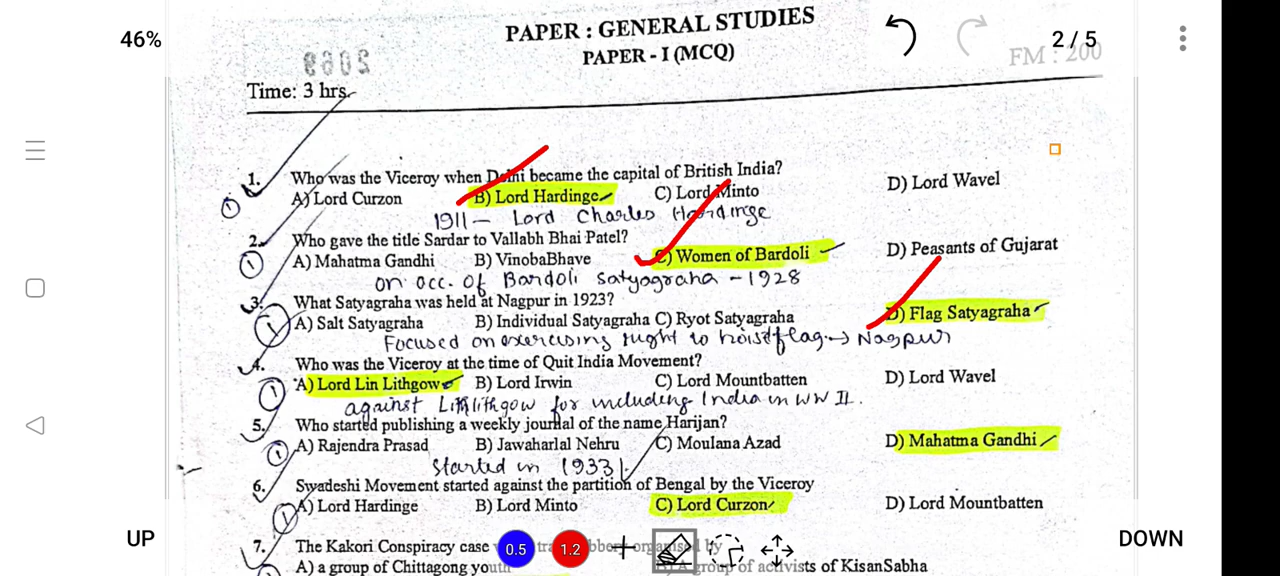 46%
PAPER : GENERAL STUDIES
PAPER - I (MCQ)
2/5
FM : 200
Time: 3 hrs.
1. Who was the Viceroy when Delhi became the capital of British India?
A) Lord Curzon B) Lord Hardinge C) Lord Minto D) Lord Wavel
1911 - Lord Charles Hardinge
2. Who gave the title Sardar to Vallabh Bhai Patel?
A) Mahatma Gandhi B) VinobaBhave C) Women of Bardoli D) Peasants of Gujarat
on occ. of Bardoli Satyagraha - 1928
3. What Satyagraha was held at Nagpur in 1923?
A) Salt Satyagraha B) Individual Satyagraha C) Ryot Satyagraha D) Flag Satyagraha
Focused on exercising right to hoist flag → Nagpur
4. Who was the Viceroy at the time of Quit India Movement?
A) Lord Lin Lithgow B) Lord Irwin C) Lord Mountbatten D) Lord Wavel
against Linlithgow for including India in WW II.
5. Who started publishing a weekly journal of the name Harijan?
A) Rajendra Prasad B) Jawaharlal Nehru C) Moulana Azad D) Mahatma Gandhi
Started in 1933
6. Swadeshi Movement started against the partition of Bengal by the Viceroy
A) Lord Hardinge B) Lord Minto C) Lord Curzon D) Lord Mountbatten
UP
0.5
1.2
DOWN
7. The Kakori Conspiracy case by
A) a group of Chittagong youth group of activists of KisanSabha